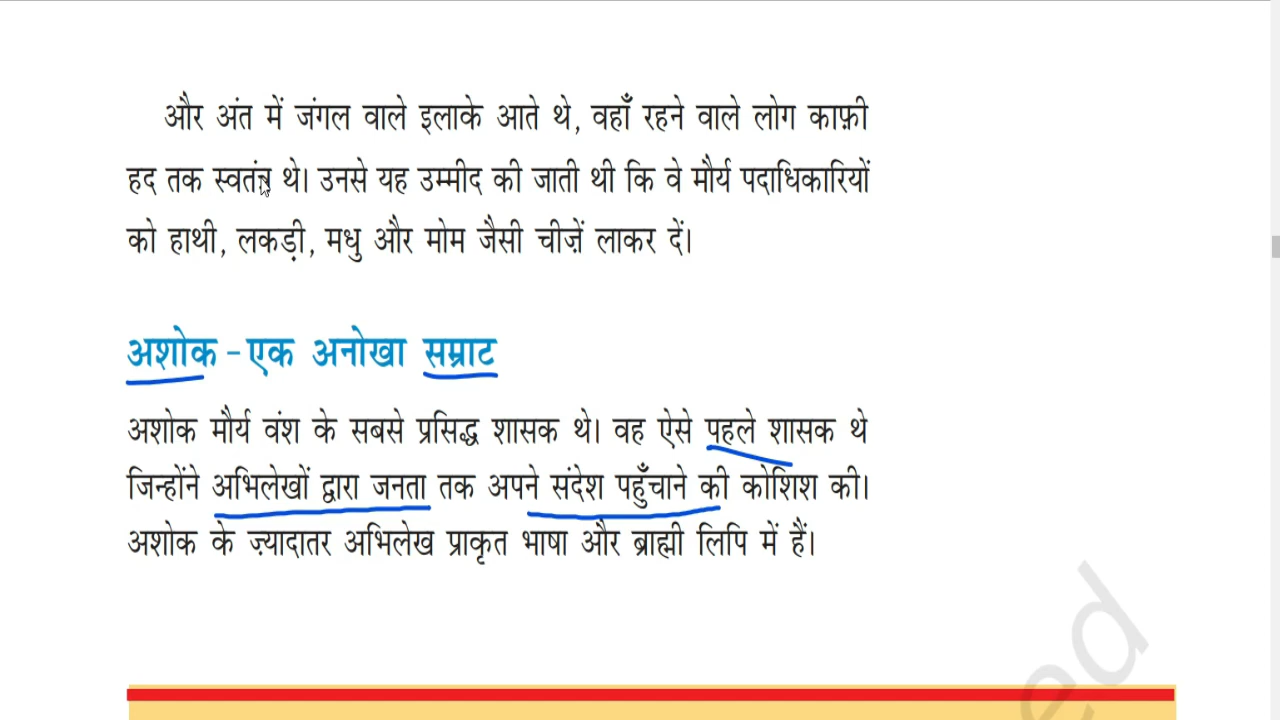 और अंत में जंगल वाले इलाके आते थे, वहाँ रहने वाले लोग काफ़ी
हद तक स्वतंत्र थे। उनसे यह उम्मीद की जाती थी कि वे मौर्य पदाधिकारियों
को हाथी, लकड़ी, मधु और मोम जैसी चीज़ें लाकर दें।
अशोक – एक अनोखा सम्राट
अशोक मौर्य वंश के सबसे प्रसिद्ध शासक थे। वह ऐसे पहले शासक थे
जिन्होंने अभिलेखों द्वारा जनता तक अपने संदेश पहुँचाने की कोशिश की।
अशोक के ज़्यादातर अभिलेख प्राकृत भाषा और ब्राह्मी लिपि में हैं।